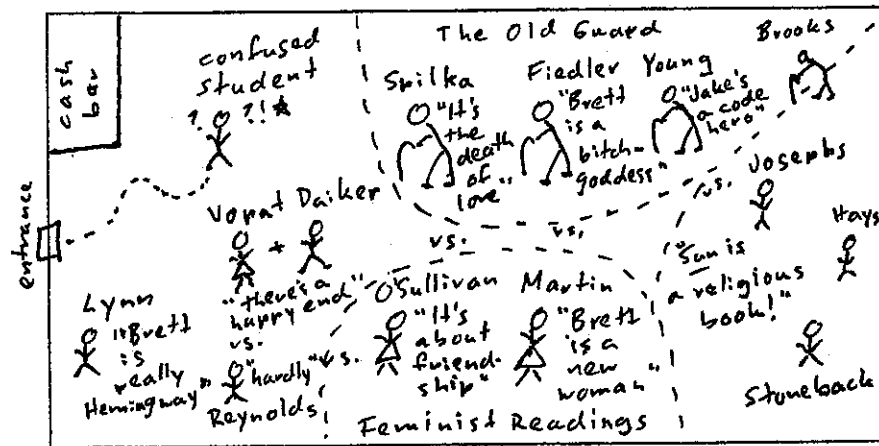 cash
bar
entrance
confused
student
? ? ! *
The Old Guard
Spilka
"It's
the
death
of
love"
Fiedler
"Brett
is a
bitch-
goddess"
Young
"Jake's
a code
hero"
Brooks
vs.
vs.
vs.
Josephs
Hays
"Sun is
a religious
book!"
Stoneback
Vopat + Daiker
"there's a
happy end"
vs.
"hardly"
Reynolds
vs.
Lynn
"Brett
is
really
Hemingway"
O'Sullivan
"It's
about
friend-
ship"
Martin
"Brett
is a
new
woman"
Feminist Readings